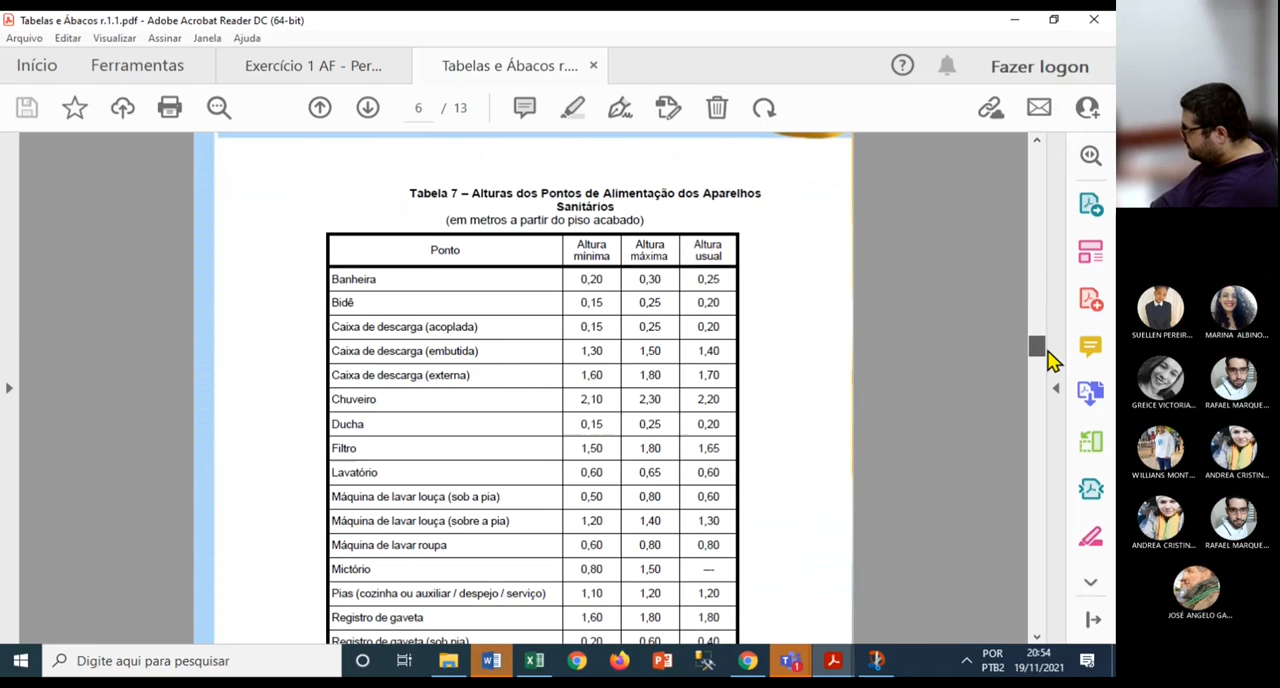 Tabelas e Ábacos r.1.1.pdf - Adobe Acrobat Reader DC (64-bit)
Arquivo Editar Visualizar Assinar Janela Ajuda
Início Ferramentas Exercício 1 AF - Per... Tabelas e Ábacos r.... × ? Fazer logon
6 / 13
Tabela 7 – Alturas dos Pontos de Alimentação dos Aparelhos
Sanitários
(em metros a partir do piso acabado)
Ponto Altura mínima Altura máxima Altura usual
Banheira 0,20 0,30 0,25
Bidê 0,15 0,25 0,20
Caixa de descarga (acoplada) 0,15 0,25 0,20
Caixa de descarga (embutida) 1,30 1,50 1,40
Caixa de descarga (externa) 1,60 1,80 1,70
Chuveiro 2,10 2,30 2,20
Ducha 0,15 0,25 0,20
Filtro 1,50 1,80 1,65
Lavatório 0,60 0,65 0,60
Máquina de lavar louça (sob a pia) 0,50 0,80 0,60
Máquina de lavar louça (sobre a pia) 1,20 1,40 1,30
Máquina de lavar roupa 0,60 0,80 0,80
Mictório 0,80 1,50 —
Pias (cozinha ou auxiliar / despejo / serviço) 1,10 1,20 1,20
Registro de gaveta 1,60 1,80 1,80
Registro de gaveta (sob pia) 0,20 0,60 0,40
SUELLEN PEREIR... MARINA ALBINO...
GREICE VICTORIA... RAFAEL MARQUE...
WILLIANS MONT... ANDREA CRISTIN...
ANDREA CRISTIN... RAFAEL MARQUE...
JOSÉ ANGELO GA...
Digite aqui para pesquisar
POR 20:54
PTB2 19/11/2021